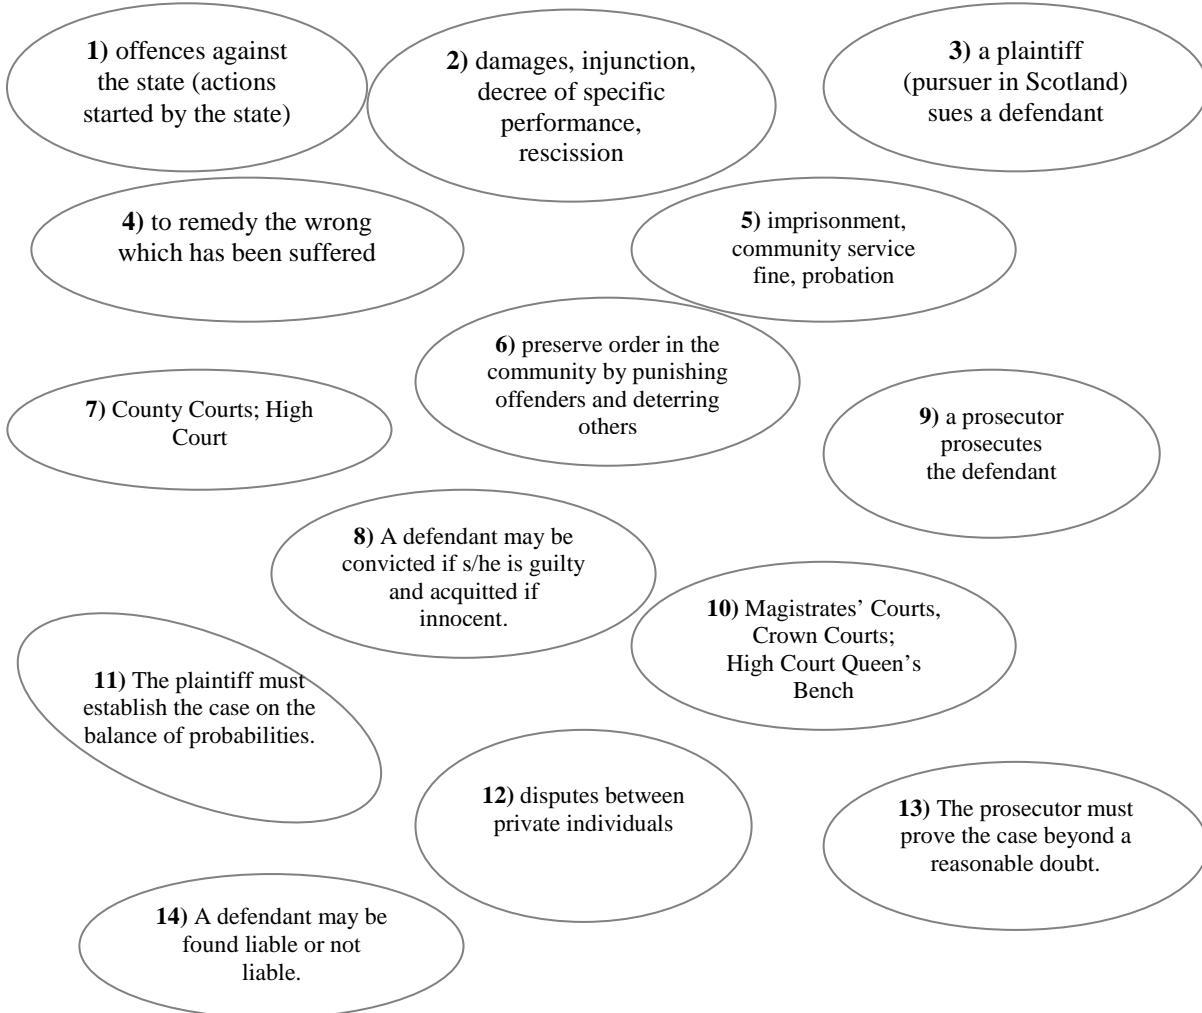 1) offences against
the state (actions
started by the state)
2) damages, injunction,
decree of specific
performance,
rescission
3) a plaintiff
(pursuer in Scotland)
sues a defendant
4) to remedy the wrong
which has been suffered
5) imprisonment,
community service
fine, probation
6) preserve order in the
community by punishing
offenders and deterring
others
7) County Courts; High
Court
9) a prosecutor
prosecutes
the defendant
8) A defendant may be
convicted if s/he is guilty
and acquitted if
innocent.
10) Magistrates’ Courts,
Crown Courts;
High Court Queen’s
Bench
11) The plaintiff must
establish the case on the
balance of probabilities.
12) disputes between
private individuals
13) The prosecutor must
prove the case beyond a
reasonable doubt.
14) A defendant may be
found liable or not
liable.